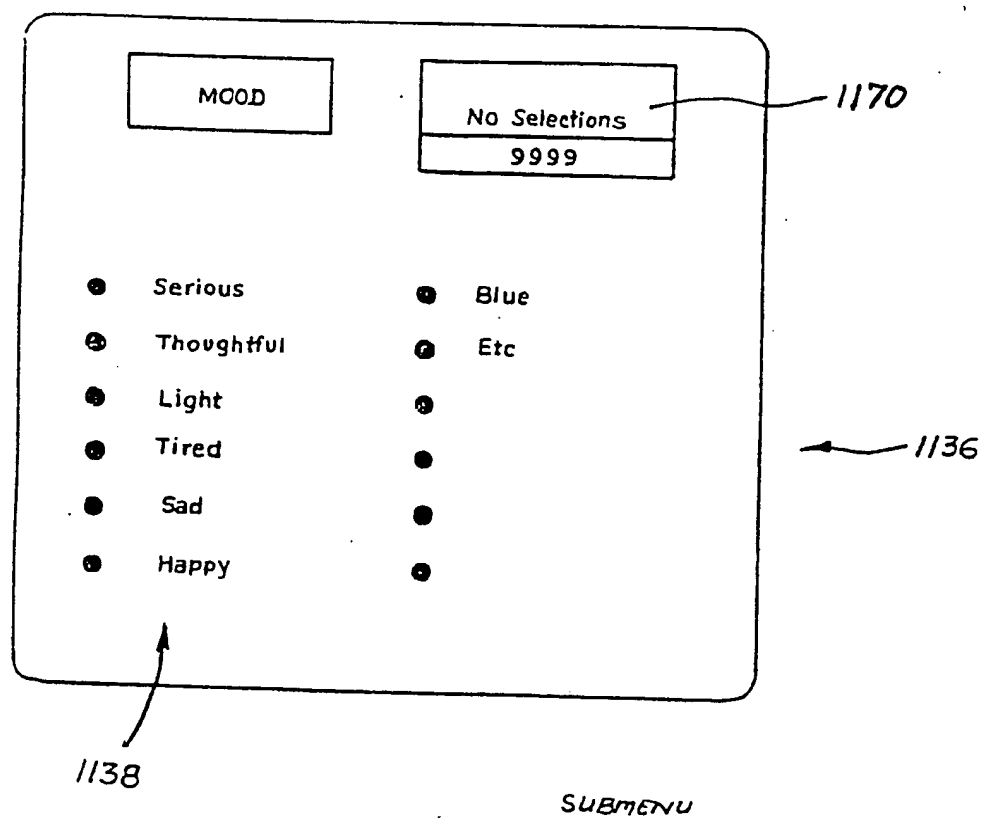 MOOD
No Selections
9999
1170
Serious
Thoughtful
Light
Tired
Sad
Happy
Blue
Etc
1136
1138
SUBMENU